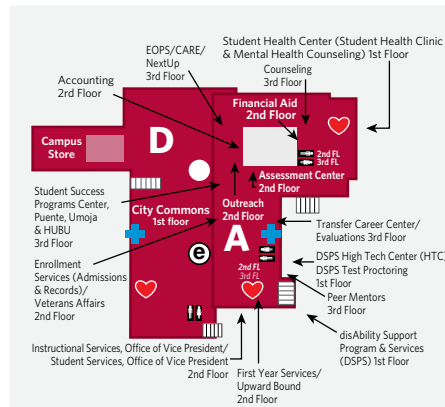 Student Health Center (Student Health Clinic
& Mental Health Counseling) 1st Floor
EOPS/CARE/
NextUp
3rd Floor
Counseling
3rd Floor
Accounting
2rd Floor
Financial Aid
2nd Floor
D
Campus
Store
2nd FL
3rd FL
Assessment Center
2nd Floor
Student Success
Programs Center,
Puente, Umoja
& HUBU
3rd Floor
City Commons
1st floor
Outreach
2nd Floor
Transfer Career Center/
Evaluations 3rd Floor
A
e
Enrollment
Services (Admissions
& Records)/
Veterans Affairs
2nd Floor
DSPS High Tech Center (HTC)
DSPS Test Proctoring
1st Floor
2nd FL
3rd FL
Peer Mentors
3rd Floor
disAbility Support
Program & Services
(DSPS) 1st Floor
Instructional Services, Office of Vice President/
Student Services, Office of Vice President
2nd Floor
First Year Services/
Upward Bound
2nd Floor